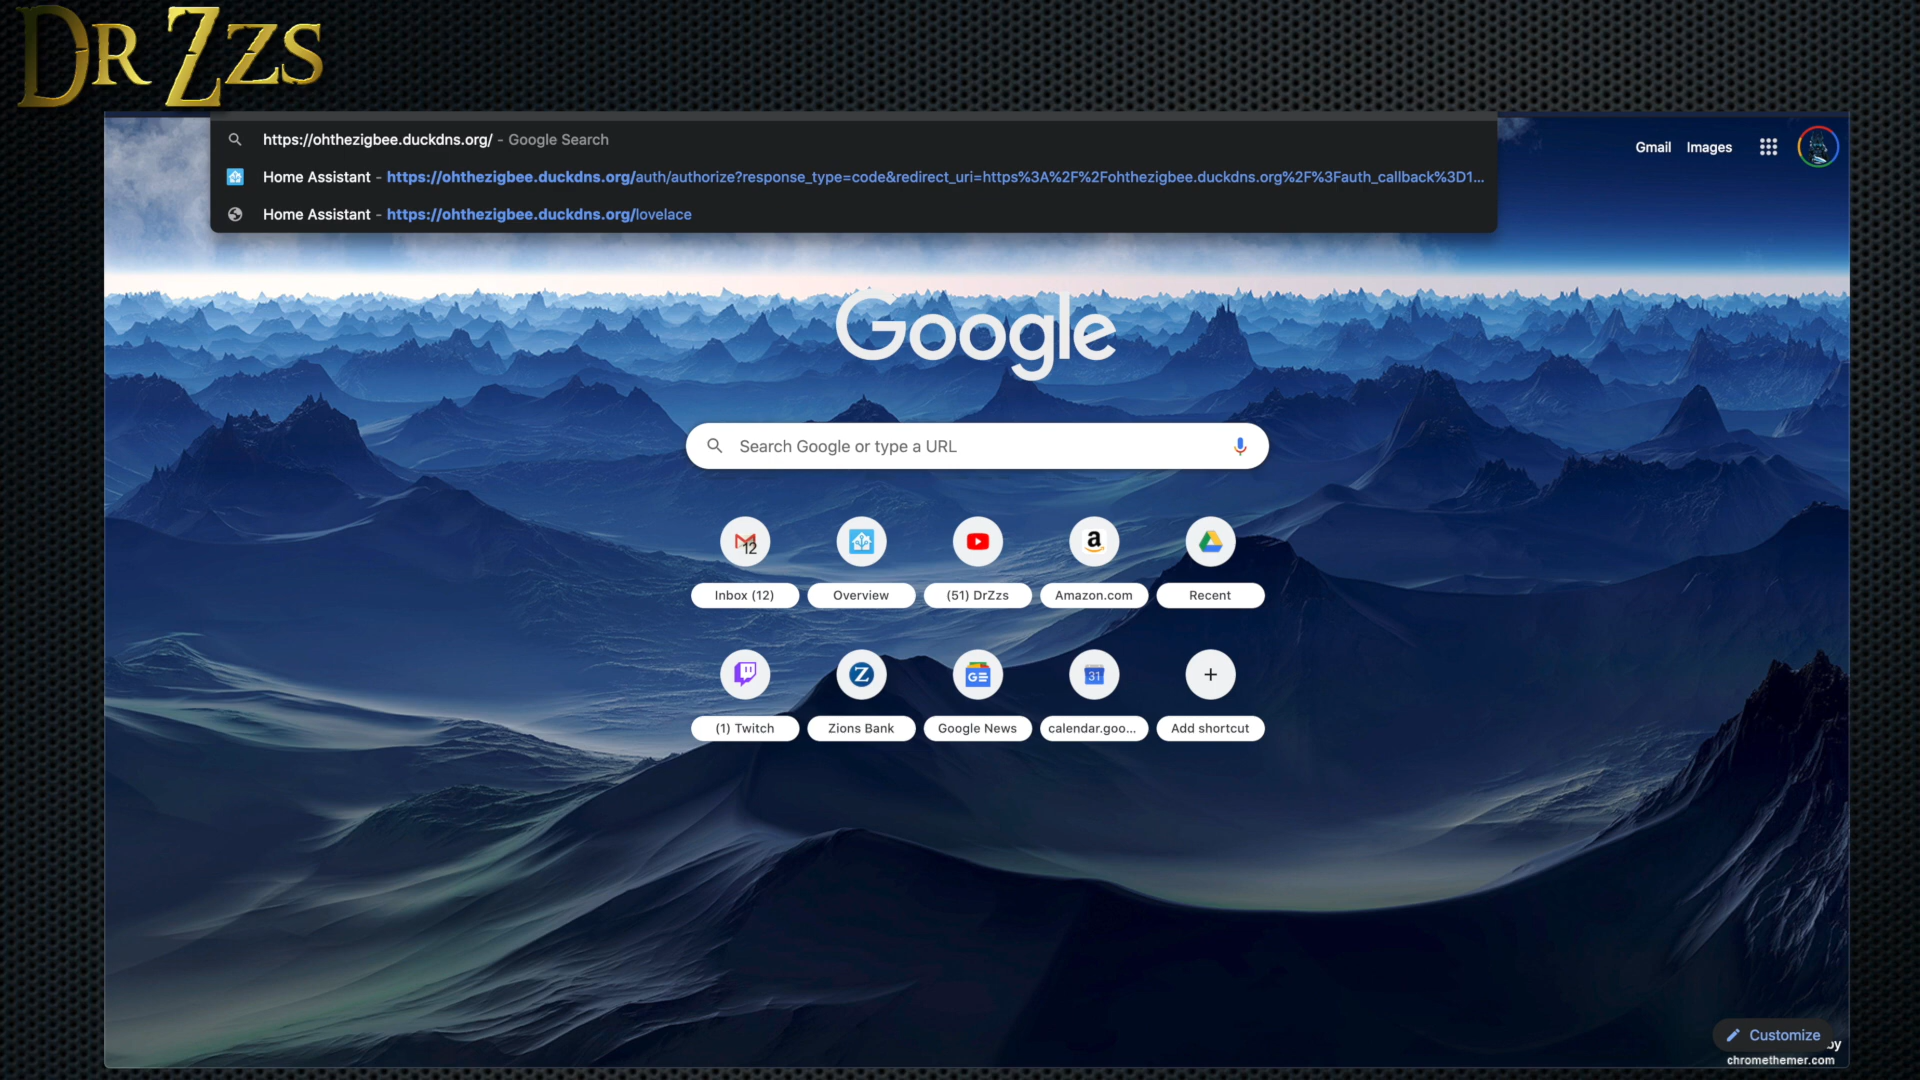 DR ZZS
https://ohthezigbee.duckdns.org/ - Google Search
Home Assistant - https://ohthezigbee.duckdns.org/auth/authorize?response_type=code&redirect_uri=https%3A%2F%2Fohthezigbee.duckdns.org%2F%3Fauth_callback%3D1...
Home Assistant - https://ohthezigbee.duckdns.org/lovelace
Gmail Images
Google
Search Google or type a URL
12
a
Inbox (12) Overview (51) DrZzs Amazon.com Recent
Z GE 31 +
(1) Twitch Zions Bank Google News calendar.goo... Add shortcut
Customize
by
chromethemer.com